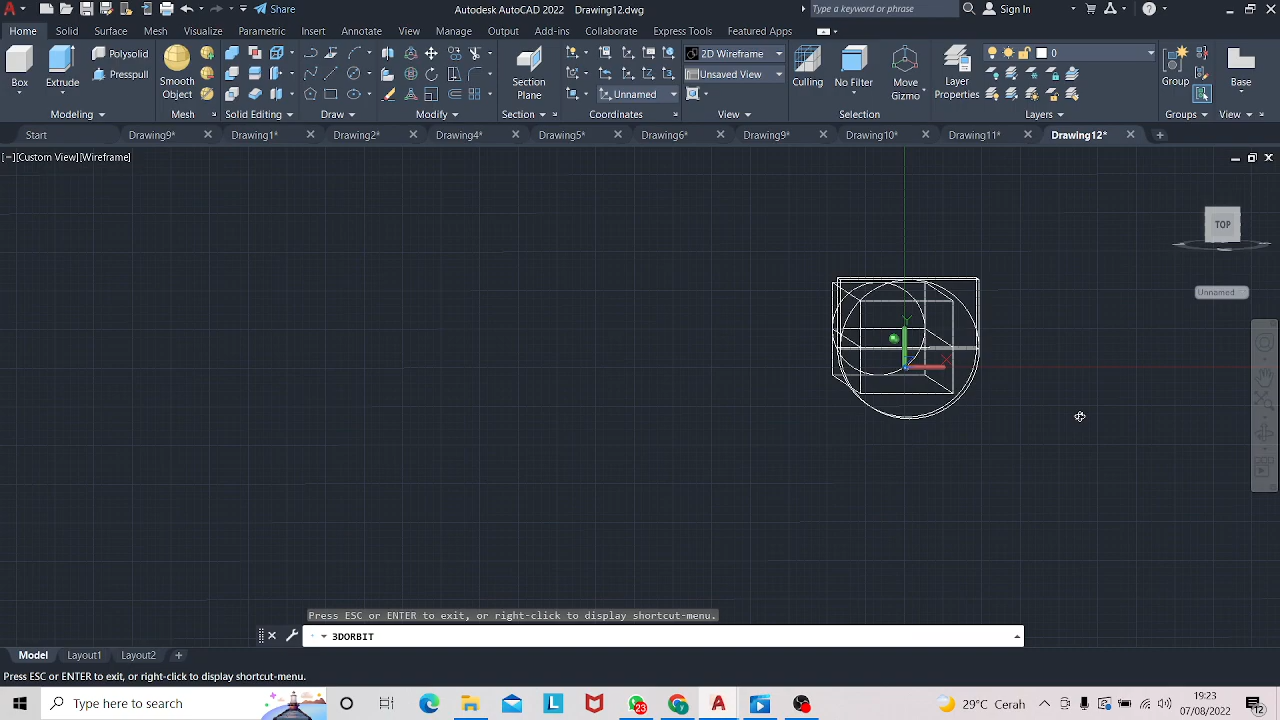 Share
Autodesk AutoCAD 2022 Drawing12.dwg
Type a keyword or phrase
Sign In
Home Solid Surface Mesh Visualize Parametric Insert Annotate View Manage Output Add-ins Collaborate Express Tools Featured Apps
Box
Extrude
Polysolid
Presspull
Smooth
Object
Section
Plane
2D Wireframe
Unsaved View
Unnamed
Culling
No Filter
Move
Gizmo
Layer
Properties
0
Group
Base
Modeling
Mesh
Solid Editing
Draw
Modify
Section
Coordinates
View
Selection
Layers
Groups
View
Start Drawing9* Drawing1* Drawing2* Drawing4* Drawing5* Drawing6* Drawing9* Drawing10* Drawing11* Drawing12*
[−][Custom View][Wireframe]
TOP
Unnamed
Y
X
Press ESC or ENTER to exit, or right-click to display shortcut-menu.
3DORBIT
Model Layout1 Layout2
Press ESC or ENTER to exit, or right-click to display shortcut-menu.
Type here to search
23
29° Cerah
19.23
07/08/2022
12